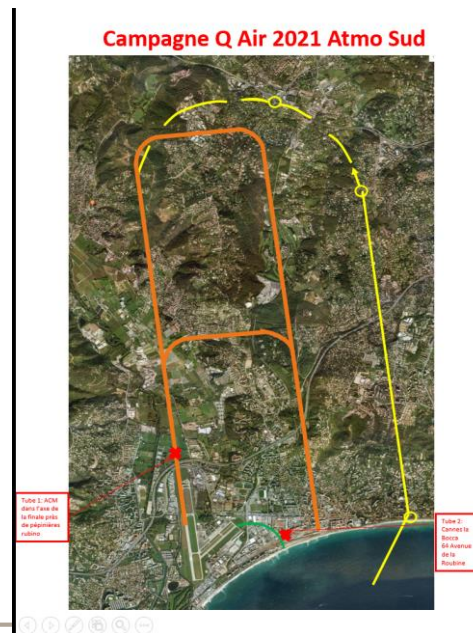 Campagne Q Air 2021 Atmo Sud
Tube 1: ACM
dans l'axe de
la finale près
de pépinières
rubino
Tube 2:
Cannes la
Bocca
64 Avenue
de la
Roubine